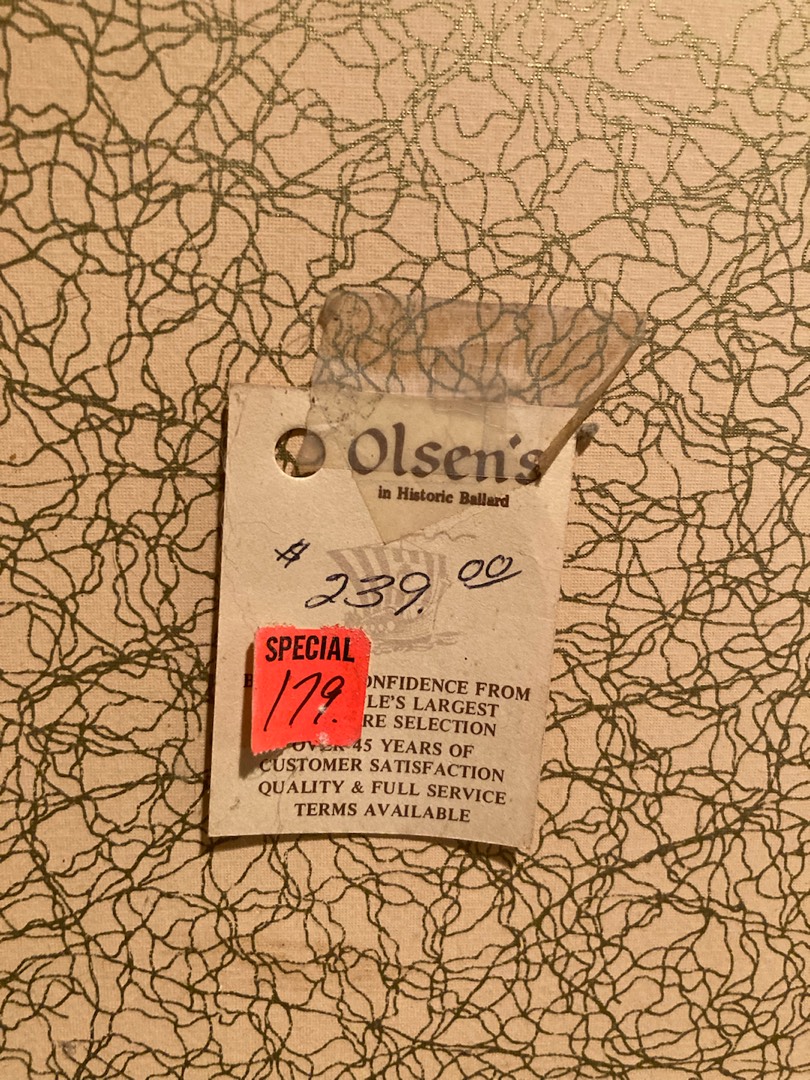 Olsen's
in Historic Ballard
$ 239.00
SPECIAL
179.
ONFIDENCE FROM
LE'S LARGEST
RE SELECTION
OVER 45 YEARS OF
CUSTOMER SATISFACTION
QUALITY & FULL SERVICE
TERMS AVAILABLE